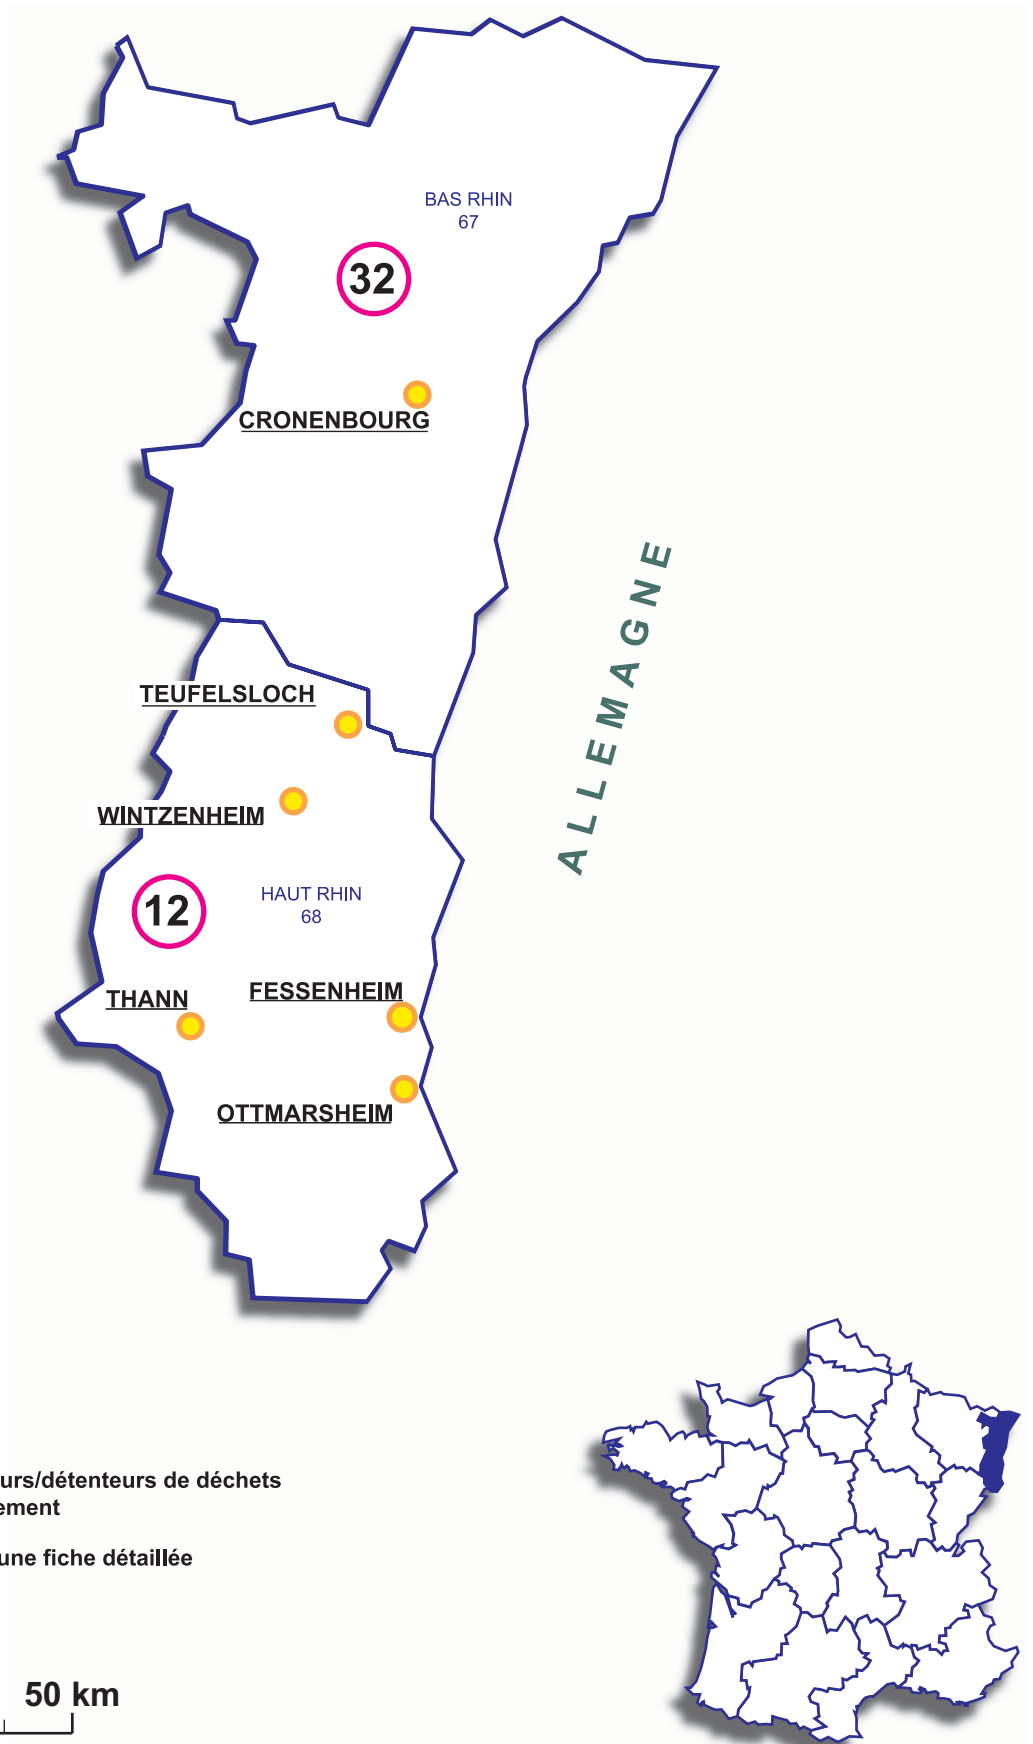 BAS RHIN
67
32
CRONENBOURG
ALLEMAGNE
TEUFELSLOCH
WINTZENHEIM
HAUT RHIN
68
12
THANN
FESSENHEIM
OTTMARSHEIM
urs/détenteurs de déchets
ement
une fiche détaillée
50 km